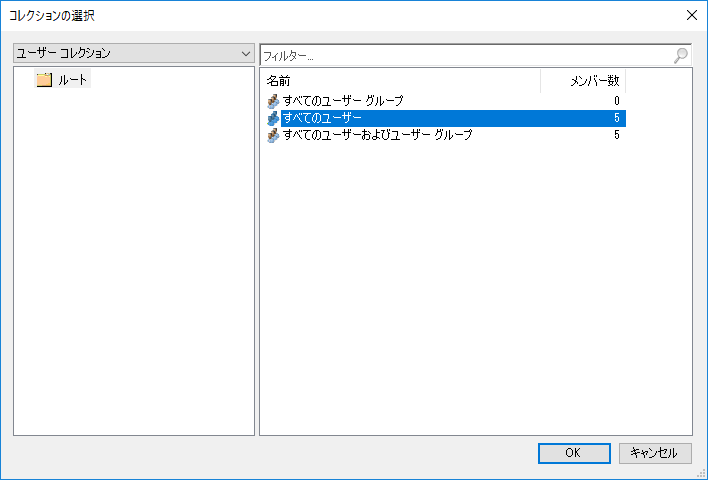 コレクションの選択
ユーザー コレクション
フィルター...
ルート
名前 メンバー数
すべてのユーザー グループ 0
すべてのユーザー 5
すべてのユーザーおよびユーザー グループ 5
OK キャンセル